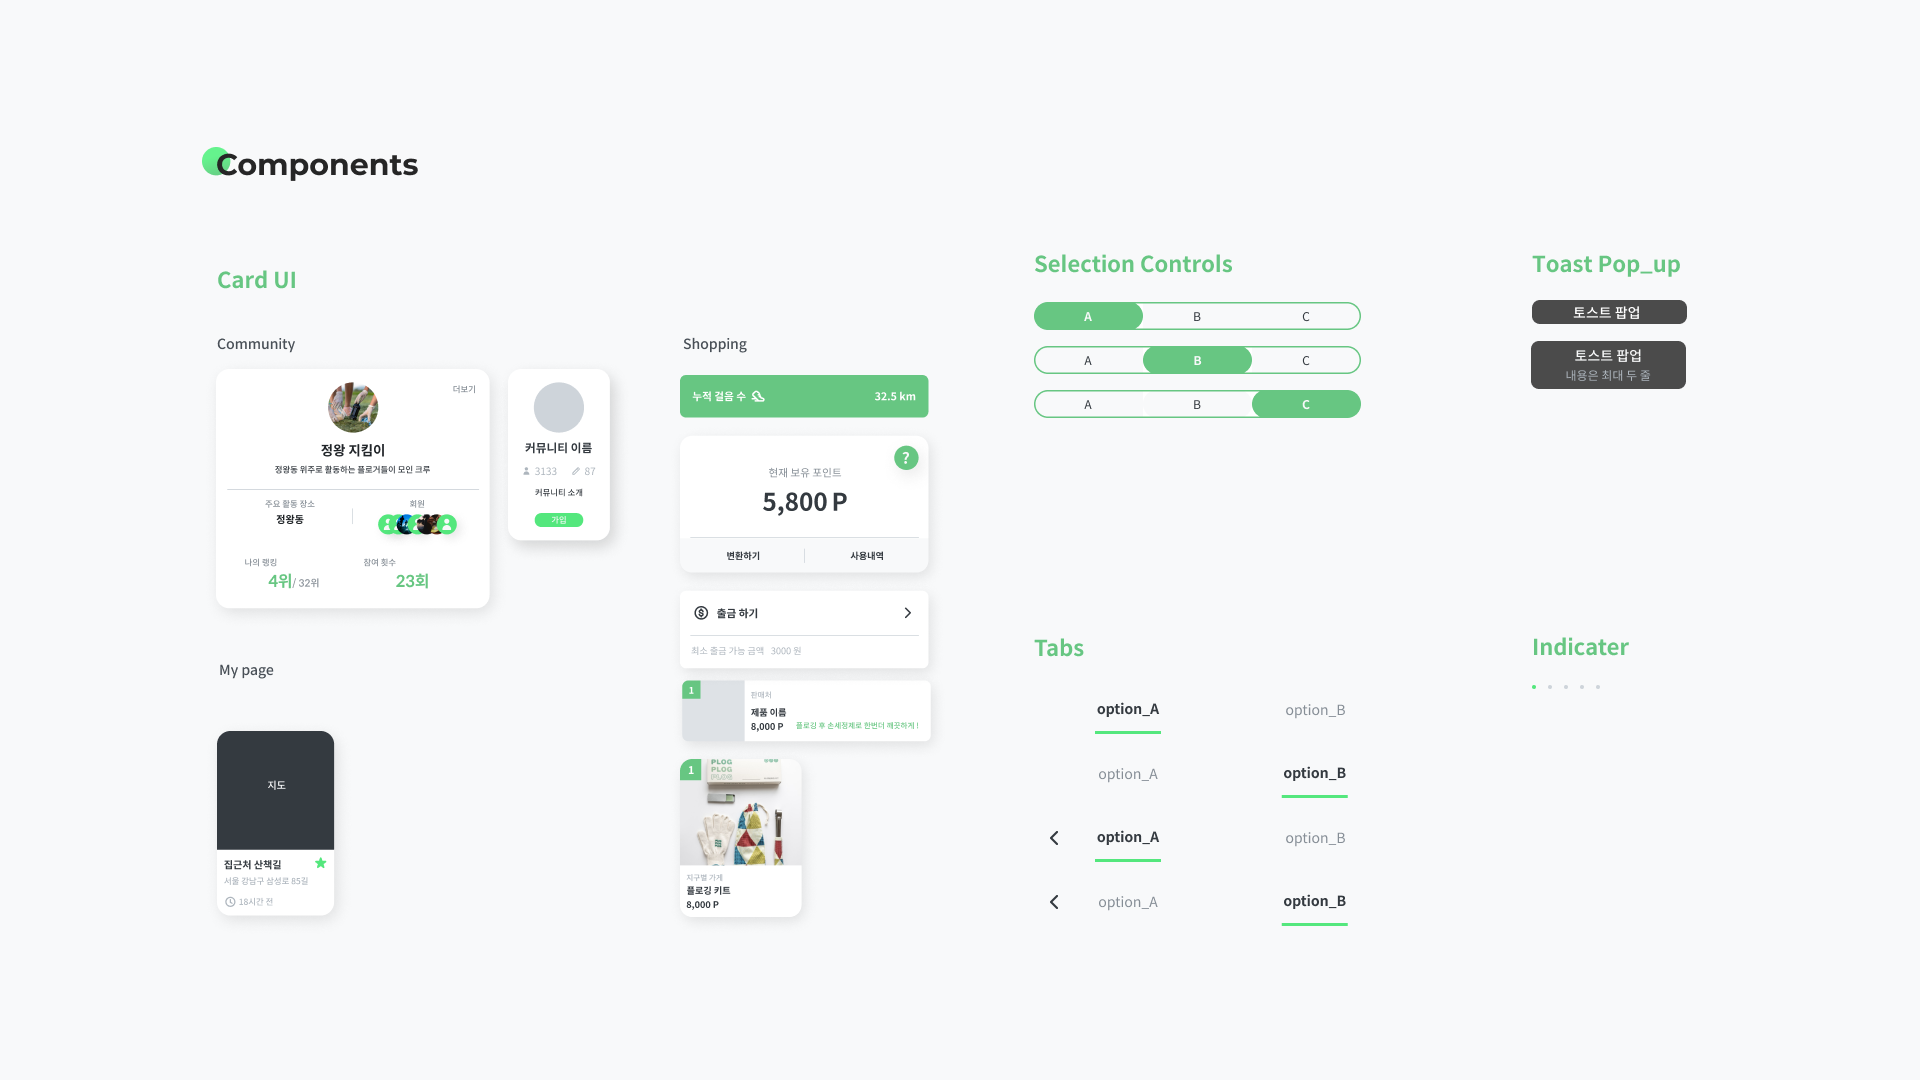 Components
Card UI
Community
더보기
정왕 지킴이
정왕동 위주로 활동하는 플로거들이 모인 크루
주요 활동 장소
정왕동
회원
나의 랭킹
4위/ 32위
참여 횟수
23회
커뮤니티 이름
3133
87
커뮤니티 소개
가입
My page
지도
집근처 산책길
서울 강남구 삼성로 85길
18시간 전
Shopping
누적 걸음 수
32.5 km
?
현재 보유 포인트
5,800 P
변환하기
사용내역
출금 하기
최소 출금 가능 금액 3000 원
1
판매처
제품 이름
8,000 P
플로깅 후 손세정제로 한번더 깨끗하게 !
1
PLOG
PLOG
PLOG
지구별 가게
플로깅 키트
8,000 P
Selection Controls
A B C
A B C
A B C
Toast Pop_up
토스트 팝업
토스트 팝업
내용은 최대 두 줄
Tabs
option_A option_B
option_A option_B
option_A option_B
option_A option_B
Indicater